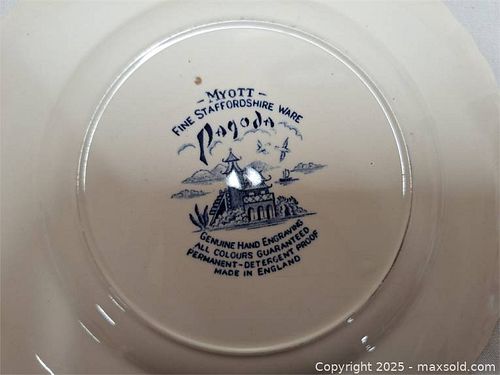 - MYOTT -
FINE STAFFORDSHIRE WARE
Pagoda
GENUINE HAND ENGRAVING
ALL COLOURS GUARANTEED
PERMANENT - DETERGENT PROOF
MADE IN ENGLAND
Copyright © 2025 - maxsold.com